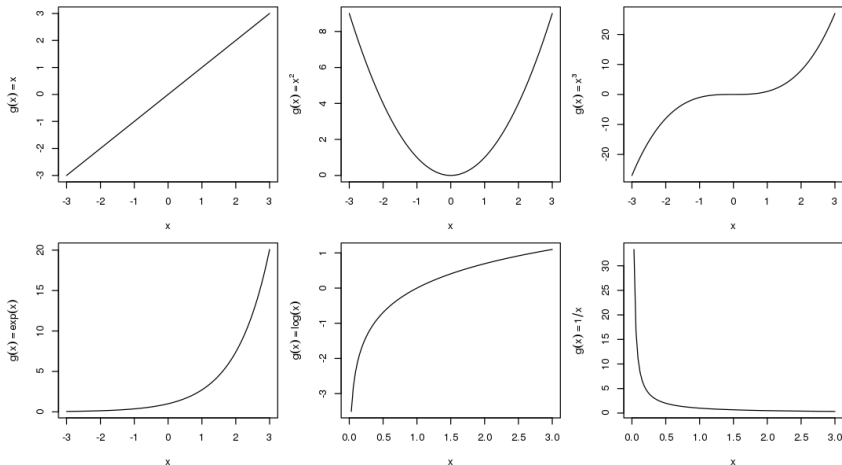 g(x) = x
3
2
1
0
-1
-2
-3
-3 -2 -1 0 1 2 3
x
g(x) = x²
8
6
4
2
0
-3 -2 -1 0 1 2 3
x
g(x) = x³
20
10
0
-10
-20
-3 -2 -1 0 1 2 3
x
g(x) = exp(x)
20
15
10
5
0
-3 -2 -1 0 1 2 3
x
g(x) = log(x)
1
0
-1
-2
-3
0.0 0.5 1.0 1.5 2.0 2.5 3.0
x
g(x) = 1/x
30
25
20
15
10
5
0
0.0 0.5 1.0 1.5 2.0 2.5 3.0
x